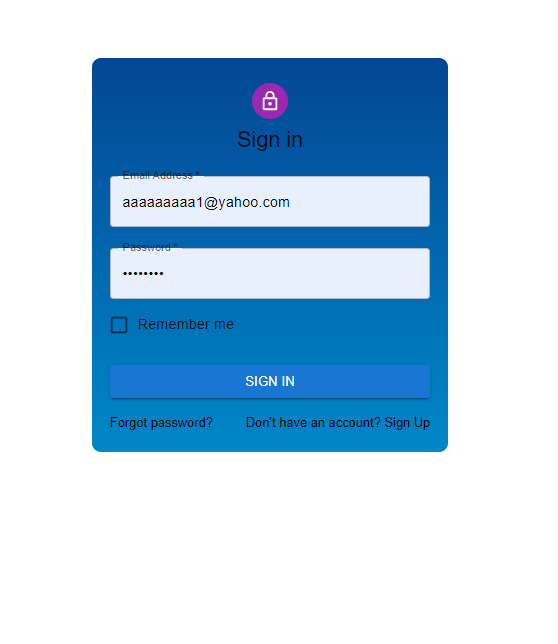 Sign in
Email Address *
aaaaaaaaa1@yahoo.com
Password *
••••••••
Remember me
SIGN IN
Forgot password? Don't have an account? Sign Up